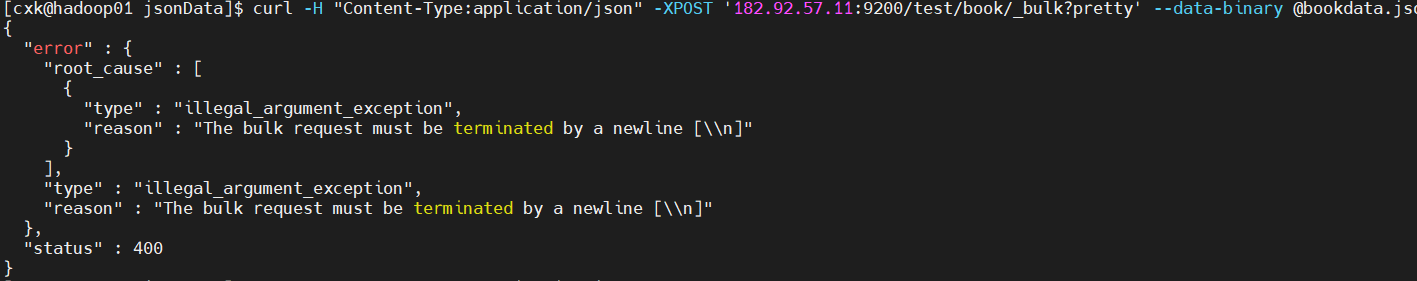 [cxk@hadoop01 jsonData]$ curl -H "Content-Type:application/json" -XPOST '182.92.57.11:9200/test/book/_bulk?pretty' --data-binary @bookdata.jso
{
  "error" : {
    "root_cause" : [
      {
        "type" : "illegal_argument_exception",
        "reason" : "The bulk request must be terminated by a newline [\\n]"
      }
    ],
    "type" : "illegal_argument_exception",
    "reason" : "The bulk request must be terminated by a newline [\\n]"
  },
  "status" : 400
}